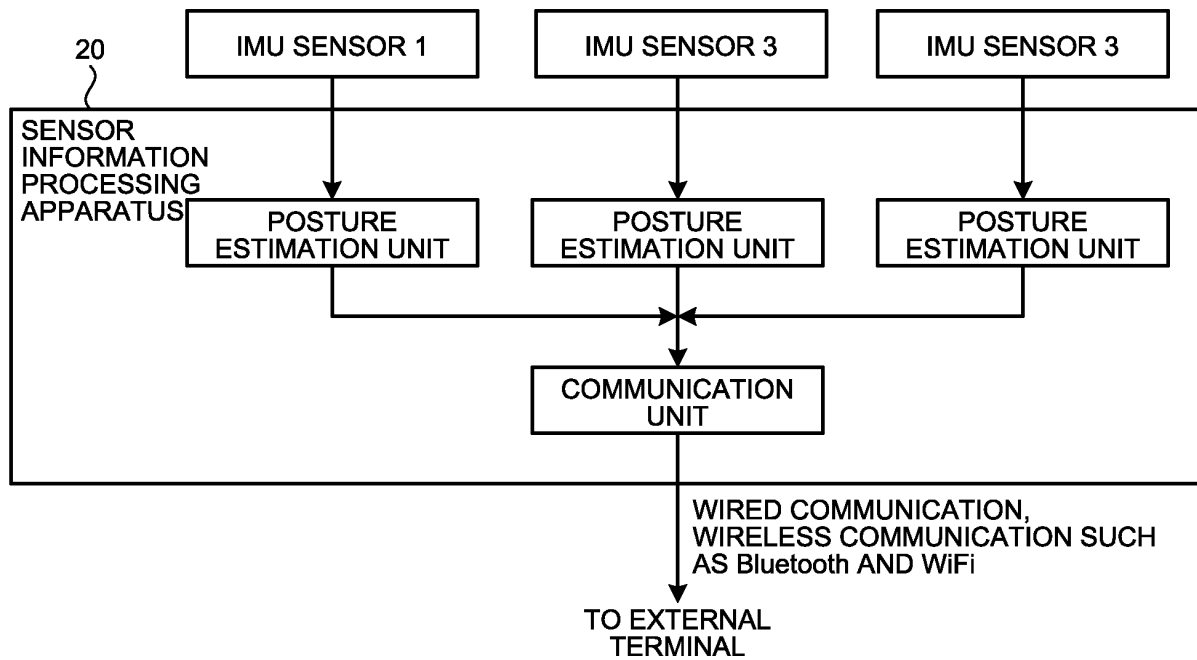 20
IMU SENSOR 1
IMU SENSOR 3
IMU SENSOR 3
SENSOR
INFORMATION
PROCESSING
APPARATUS
POSTURE
ESTIMATION UNIT
POSTURE
ESTIMATION UNIT
POSTURE
ESTIMATION UNIT
COMMUNICATION
UNIT
WIRED COMMUNICATION,
WIRELESS COMMUNICATION SUCH
AS Bluetooth AND WiFi
TO EXTERNAL
TERMINAL